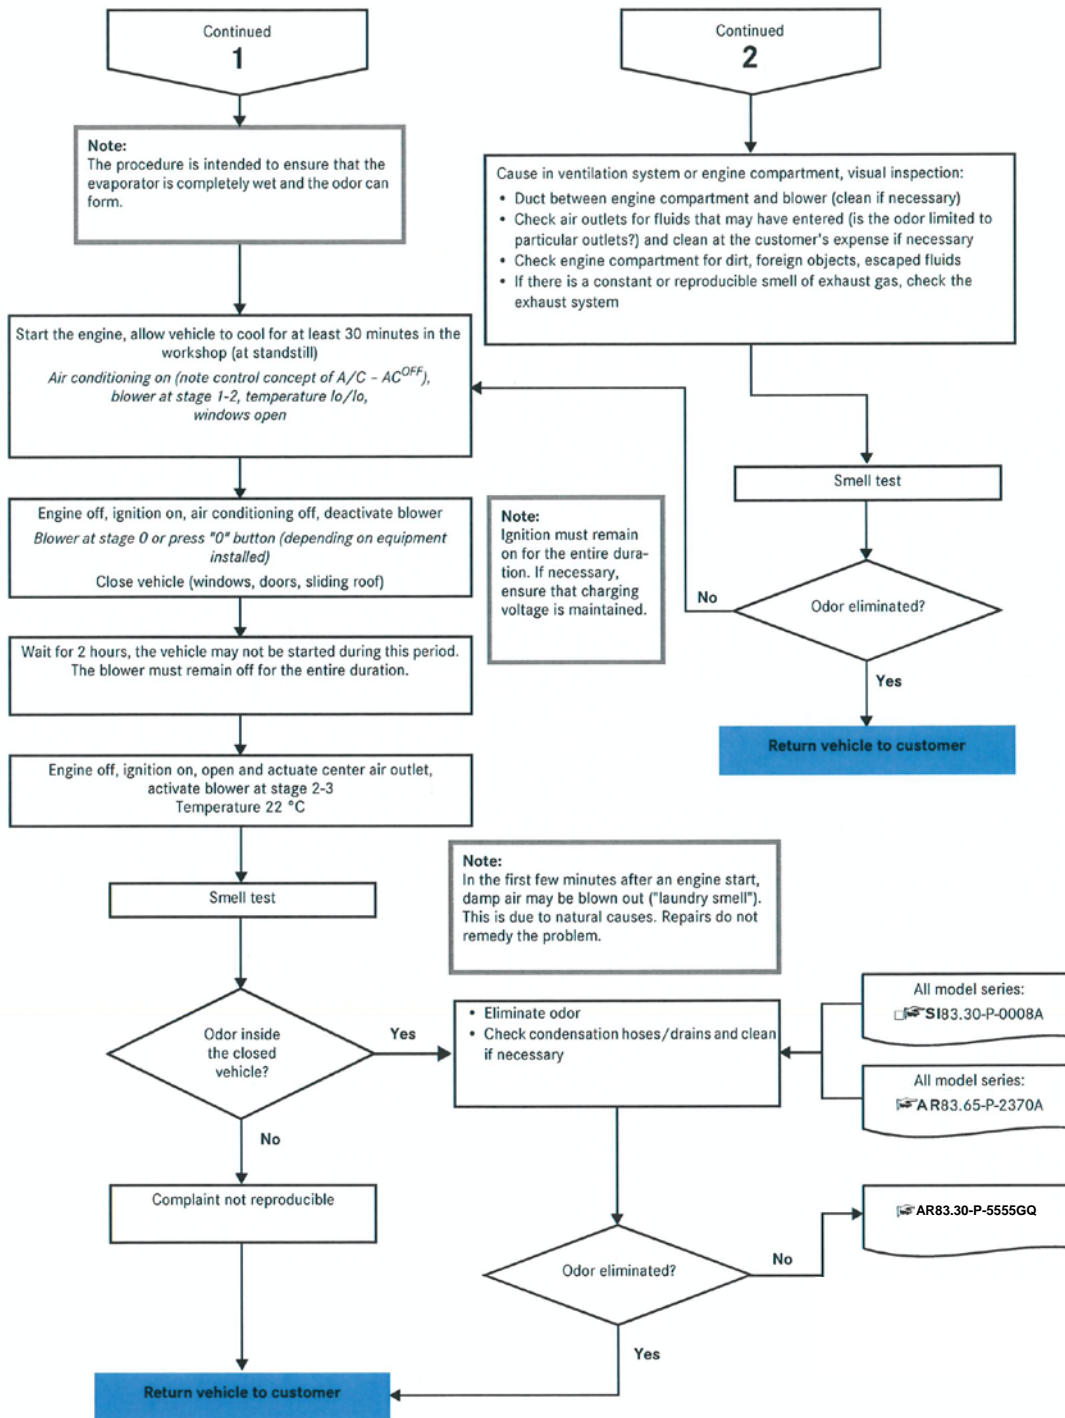 Continued
1
Note:
The procedure is intended to ensure that the
evaporator is completely wet and the odor can
form.
Start the engine, allow vehicle to cool for at least 30 minutes in the
workshop (at standstill)
Air conditioning on (note control concept of A/C – AC^OFF),
blower at stage 1-2, temperature lo/lo,
windows open
Engine off, ignition on, air conditioning off, deactivate blower
Blower at stage 0 or press "0" button (depending on equipment
installed)
Close vehicle (windows, doors, sliding roof)
Wait for 2 hours, the vehicle may not be started during this period.
The blower must remain off for the entire duration.
Engine off, ignition on, open and actuate center air outlet,
activate blower at stage 2-3
Temperature 22 °C
Smell test
Odor inside
the closed
vehicle?
Yes
No
Complaint not reproducible
Return vehicle to customer
Continued
2
Cause in ventilation system or engine compartment, visual inspection:
• Duct between engine compartment and blower (clean if necessary)
• Check air outlets for fluids that may have entered (is the odor limited to
particular outlets?) and clean at the customer's expense if necessary
• Check engine compartment for dirt, foreign objects, escaped fluids
• If there is a constant or reproducible smell of exhaust gas, check the
exhaust system
Smell test
Odor eliminated?
No
Yes
Return vehicle to customer
Note:
Ignition must remain
on for the entire dura-
tion. If necessary,
ensure that charging
voltage is maintained.
Note:
In the first few minutes after an engine start,
damp air may be blown out ("laundry smell").
This is due to natural causes. Repairs do not
remedy the problem.
• Eliminate odor
• Check condensation hoses/drains and clean
if necessary
All model series:
□☞SI83.30-P-0008A
All model series:
☞AR83.65-P-2370A
Odor eliminated?
No
☞AR83.30-P-5555GQ
Yes